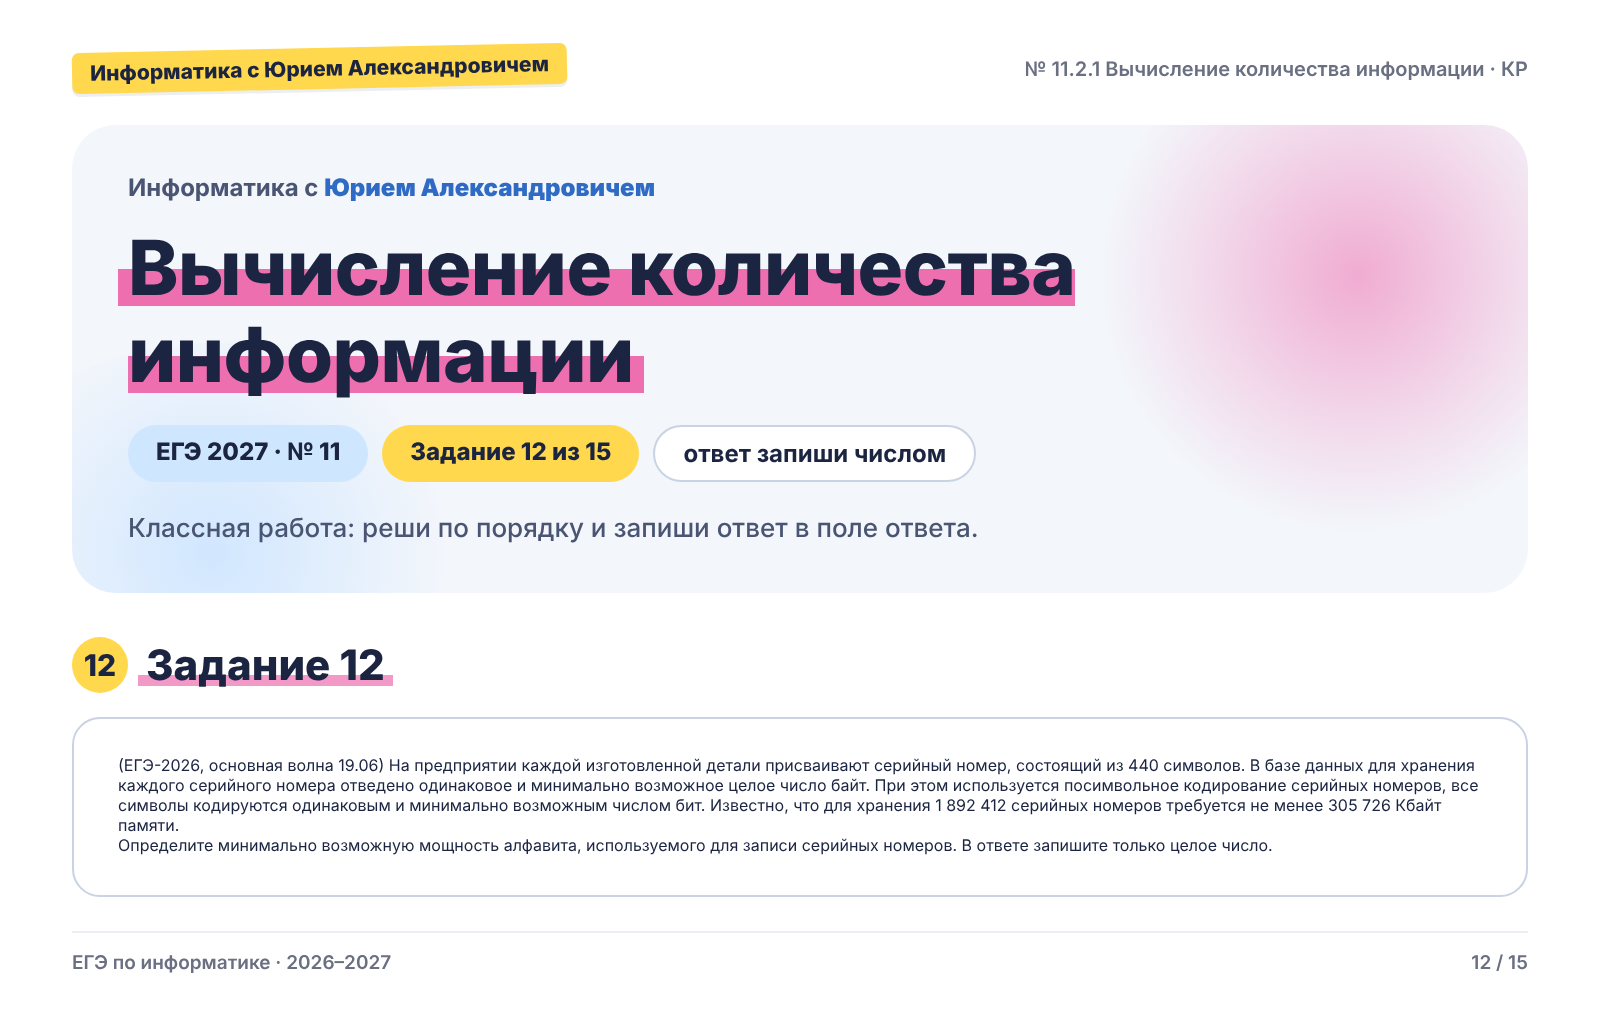 Информатика с Юрием Александровичем
№ 11.2.1 Вычисление количества информации · КР
Информатика с Юрием Александровичем
Вычисление количества
информации
ЕГЭ 2027 · № 11
Задание 12 из 15
ответ запиши числом
Классная работа: реши по порядку и запиши ответ в поле ответа.
12
Задание 12
(ЕГЭ-2026, основная волна 19.06) На предприятии каждой изготовленной детали присваивают серийный номер, состоящий из 440 символов. В базе данных для хранения
каждого серийного номера отведено одинаковое и минимально возможное целое число байт. При этом используется посимвольное кодирование серийных номеров, все
символы кодируются одинаковым и минимально возможным числом бит. Известно, что для хранения 1 892 412 серийных номеров требуется не менее 305 726 Кбайт
памяти.
Определите минимально возможную мощность алфавита, используемого для записи серийных номеров. В ответе запишите только целое число.
ЕГЭ по информатике · 2026–2027
12 / 15